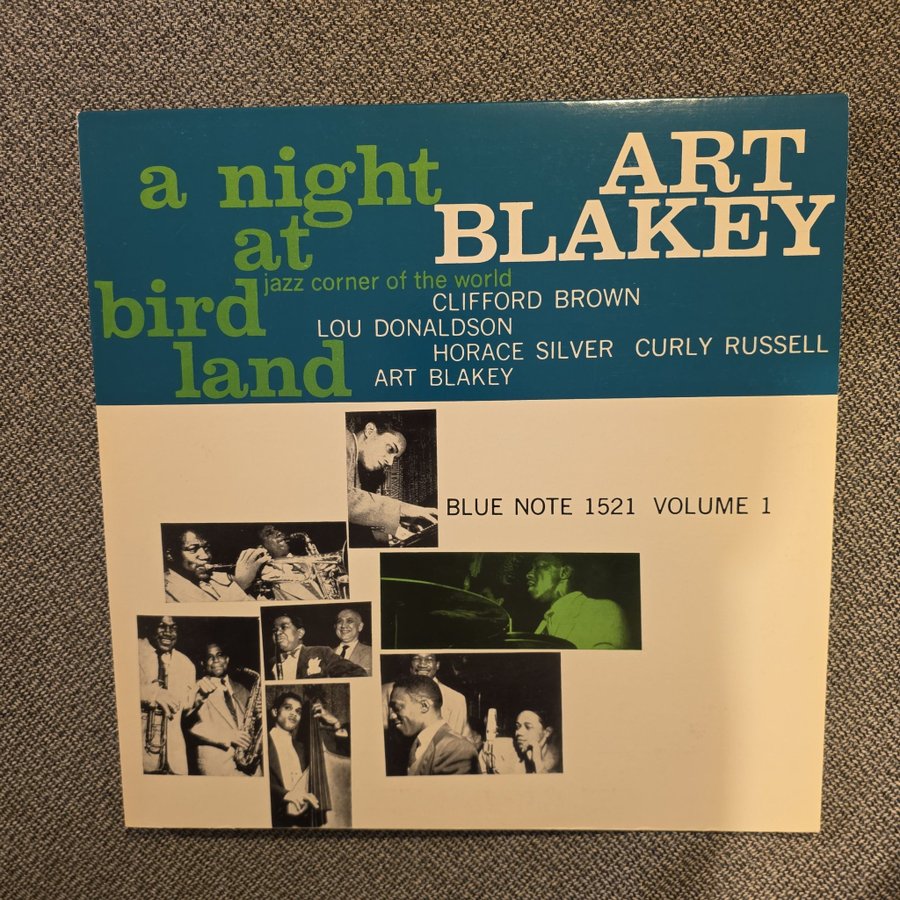 a night
at
bird
land
jazz corner of the world
ART
BLAKEY
CLIFFORD BROWN
LOU DONALDSON
HORACE SILVER CURLY RUSSELL
ART BLAKEY
BLUE NOTE 1521 VOLUME 1